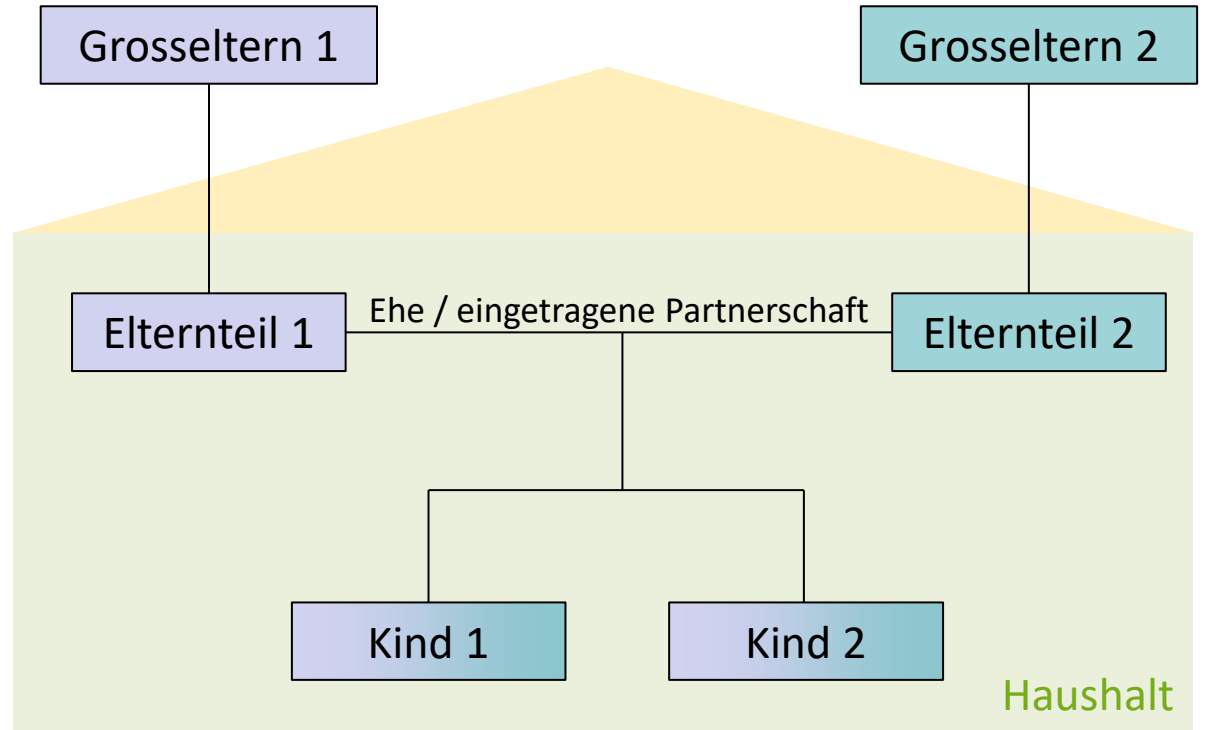 Grosseltern 1
Grosseltern 2
Elternteil 1
Ehe / eingetragene Partnerschaft
Elternteil 2
Kind 1
Kind 2
Haushalt